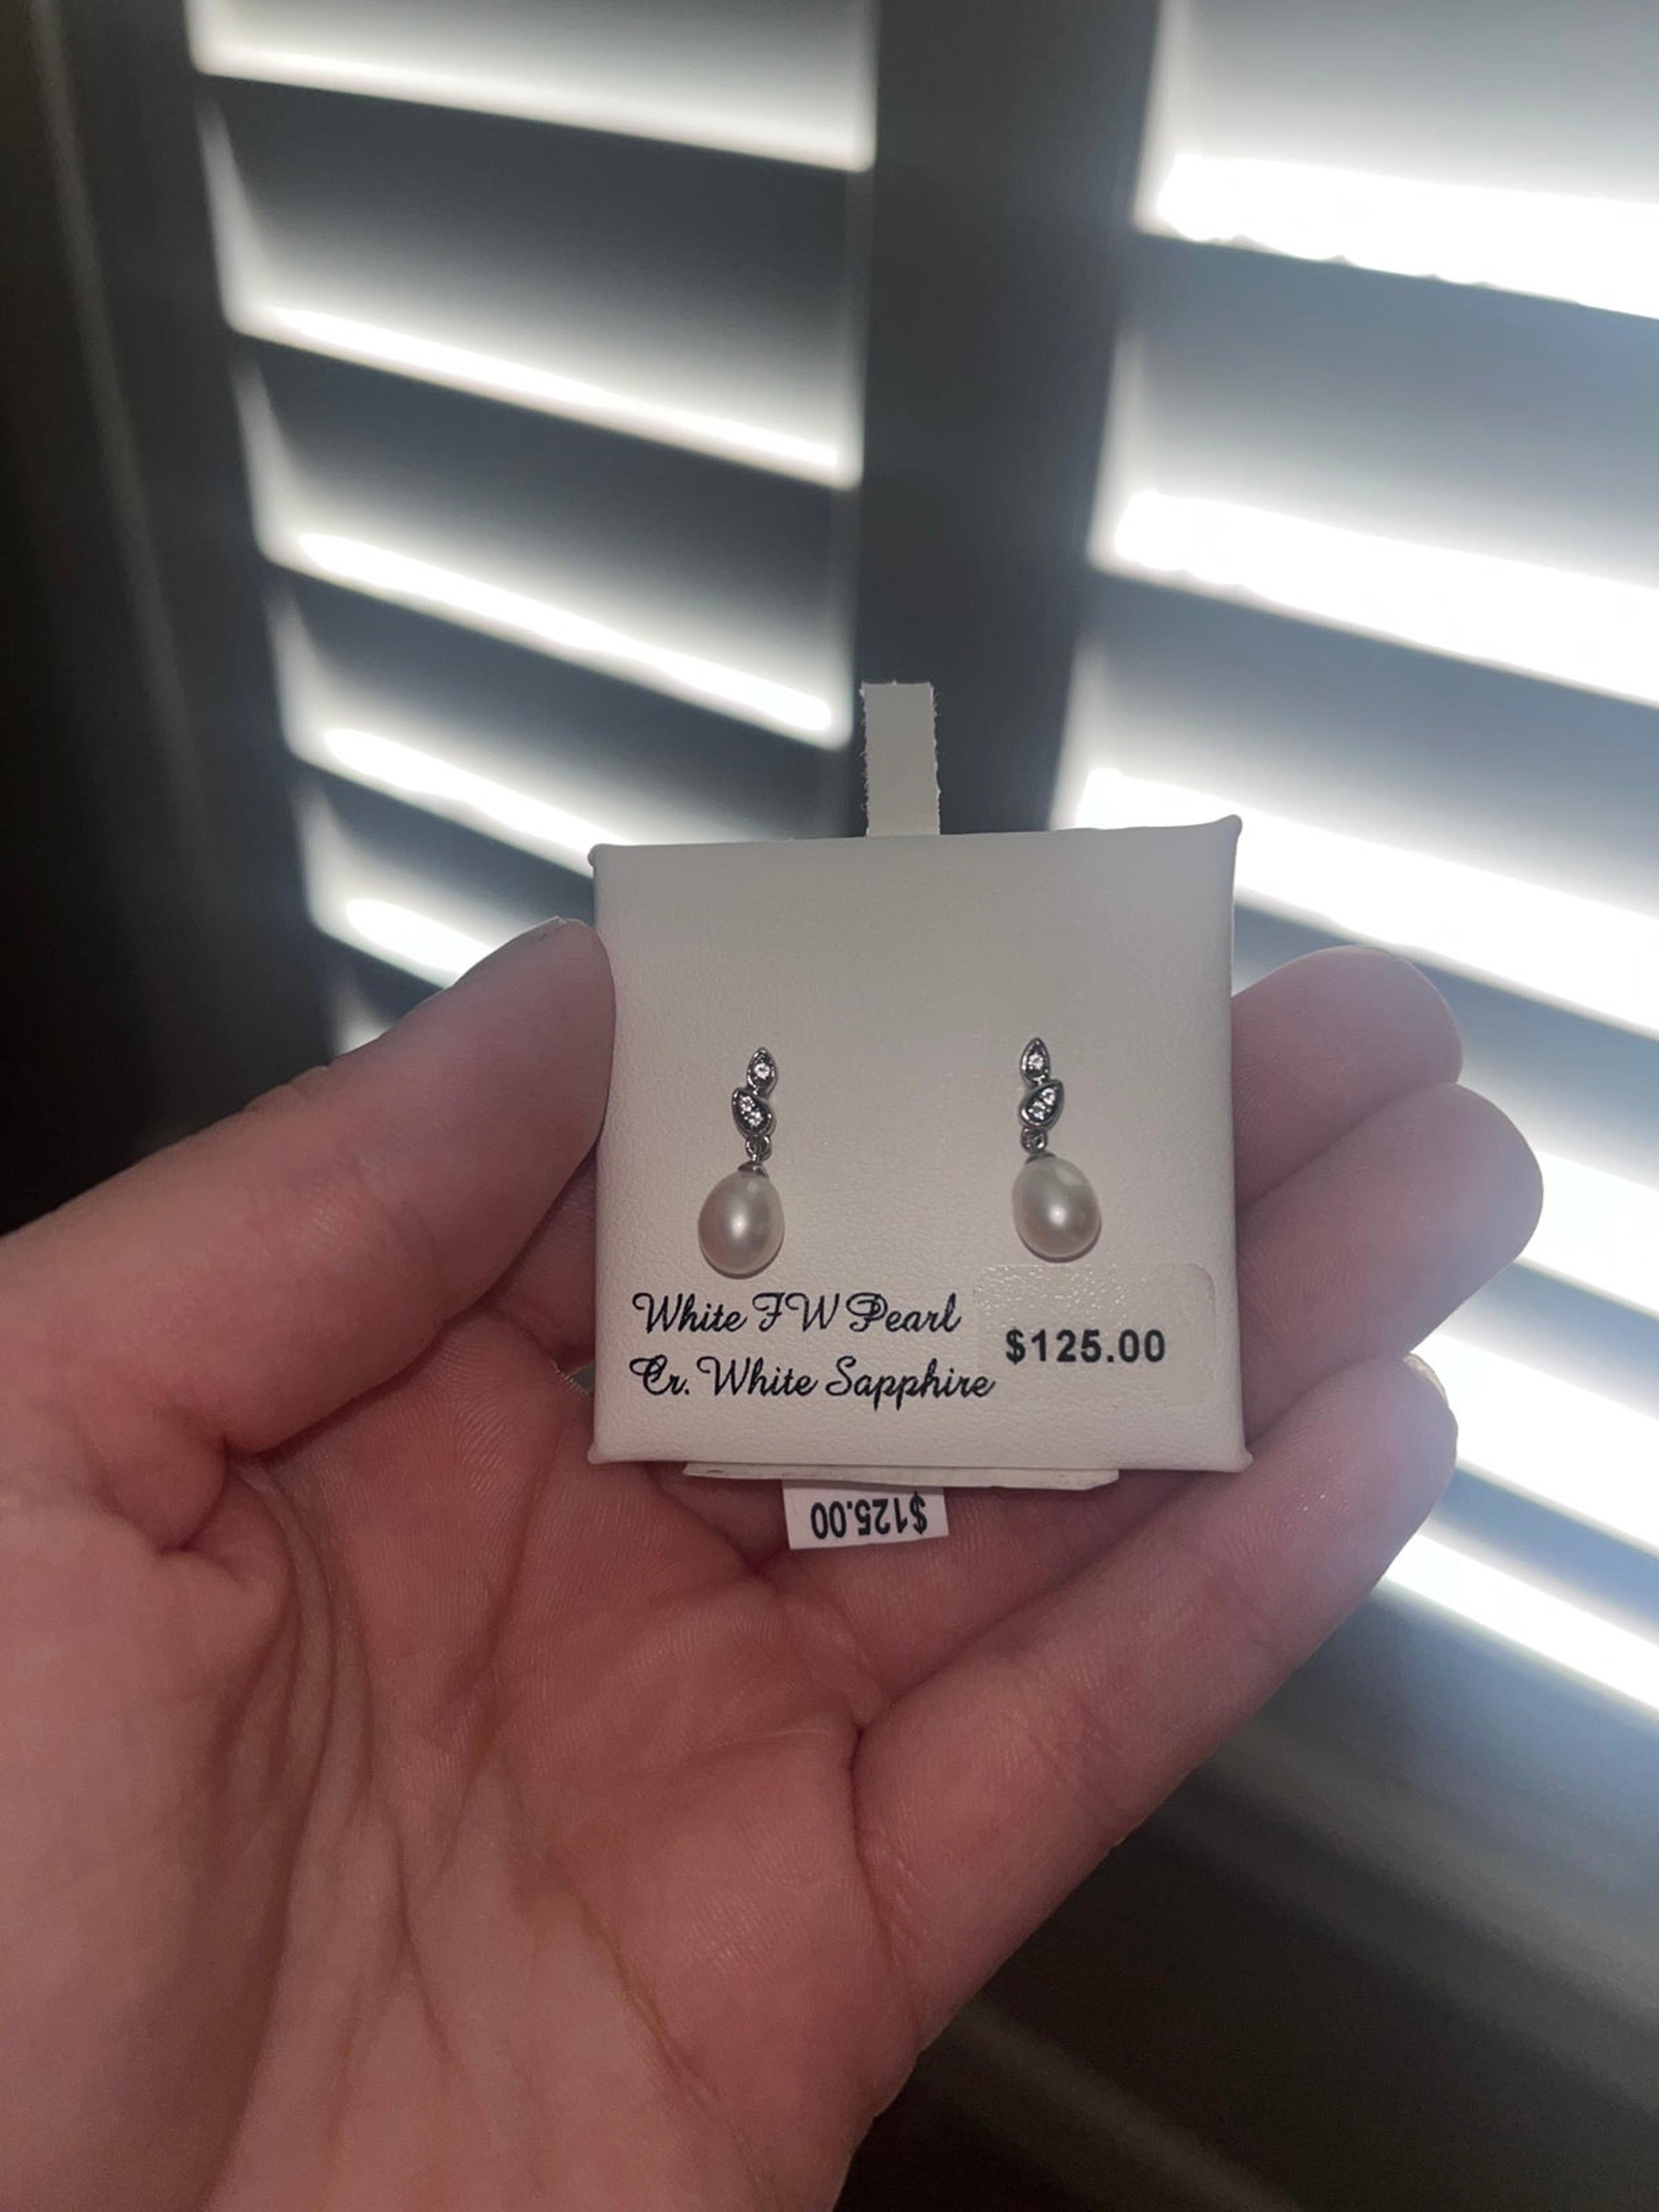 White FW Pearl
Cr. White Sapphire
$125.00
$125.00